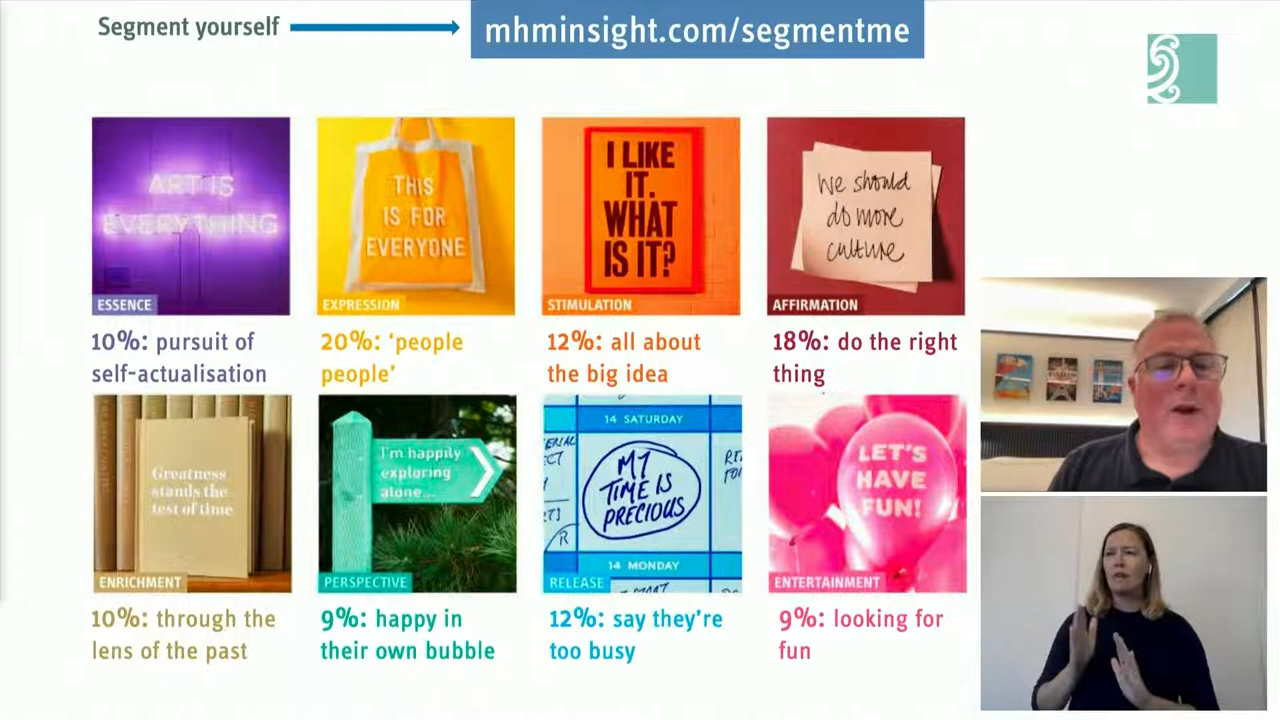 Segment yourself
mhminsight.com/segmentme
ART IS
EVERYTHING
ESSENCE
10%: pursuit of
self-actualisation
THIS
IS FOR
EVERYONE
EXPRESSION
20%: ‘people
people’
I LIKE
IT.
WHAT
IS IT?
STIMULATION
12%: all about
the big idea
We should
do more
culture
AFFIRMATION
18%: do the right
thing
Greatness
stands the
test of time
ENRICHMENT
10%: through the
lens of the past
I'm happily
exploring
alone...
PERSPECTIVE
9%: happy in
their own bubble
14 SATURDAY
MY
TIME IS
PRECIOUS
14 MONDAY
RELEASE
12%: say they’re
too busy
LET'S
HAVE
FUN!
ENTERTAINMENT
9%: looking for
fun